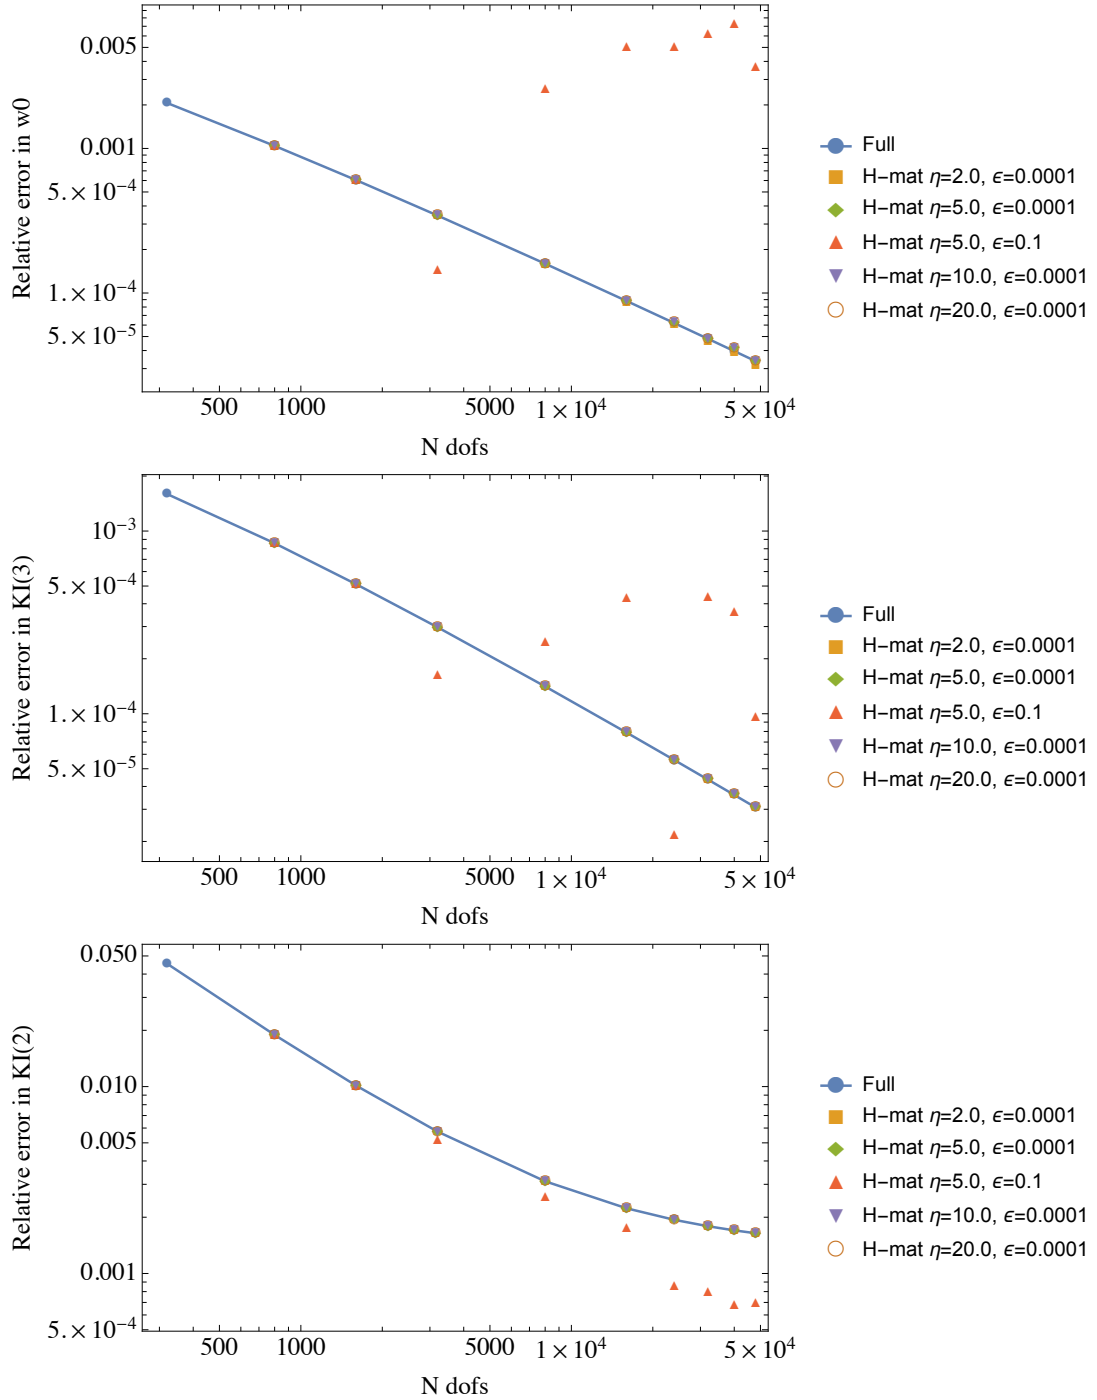 Relative error in w0
0.005
0.001
5.×10⁻⁴
1.×10⁻⁴
5.×10⁻⁵
500
1000
5000
1×10⁴
5×10⁴
N dofs
Full
H-mat η=2.0, ϵ=0.0001
H-mat η=5.0, ϵ=0.0001
H-mat η=5.0, ϵ=0.1
H-mat η=10.0, ϵ=0.0001
H-mat η=20.0, ϵ=0.0001
Relative error in KI(3)
10⁻³
5.×10⁻⁴
1.×10⁻⁴
5.×10⁻⁵
500
1000
5000
1×10⁴
5×10⁴
N dofs
Full
H-mat η=2.0, ϵ=0.0001
H-mat η=5.0, ϵ=0.0001
H-mat η=5.0, ϵ=0.1
H-mat η=10.0, ϵ=0.0001
H-mat η=20.0, ϵ=0.0001
Relative error in KI(2)
0.050
0.010
0.005
0.001
5.×10⁻⁴
500
1000
5000
1×10⁴
5×10⁴
N dofs
Full
H-mat η=2.0, ϵ=0.0001
H-mat η=5.0, ϵ=0.0001
H-mat η=5.0, ϵ=0.1
H-mat η=10.0, ϵ=0.0001
H-mat η=20.0, ϵ=0.0001